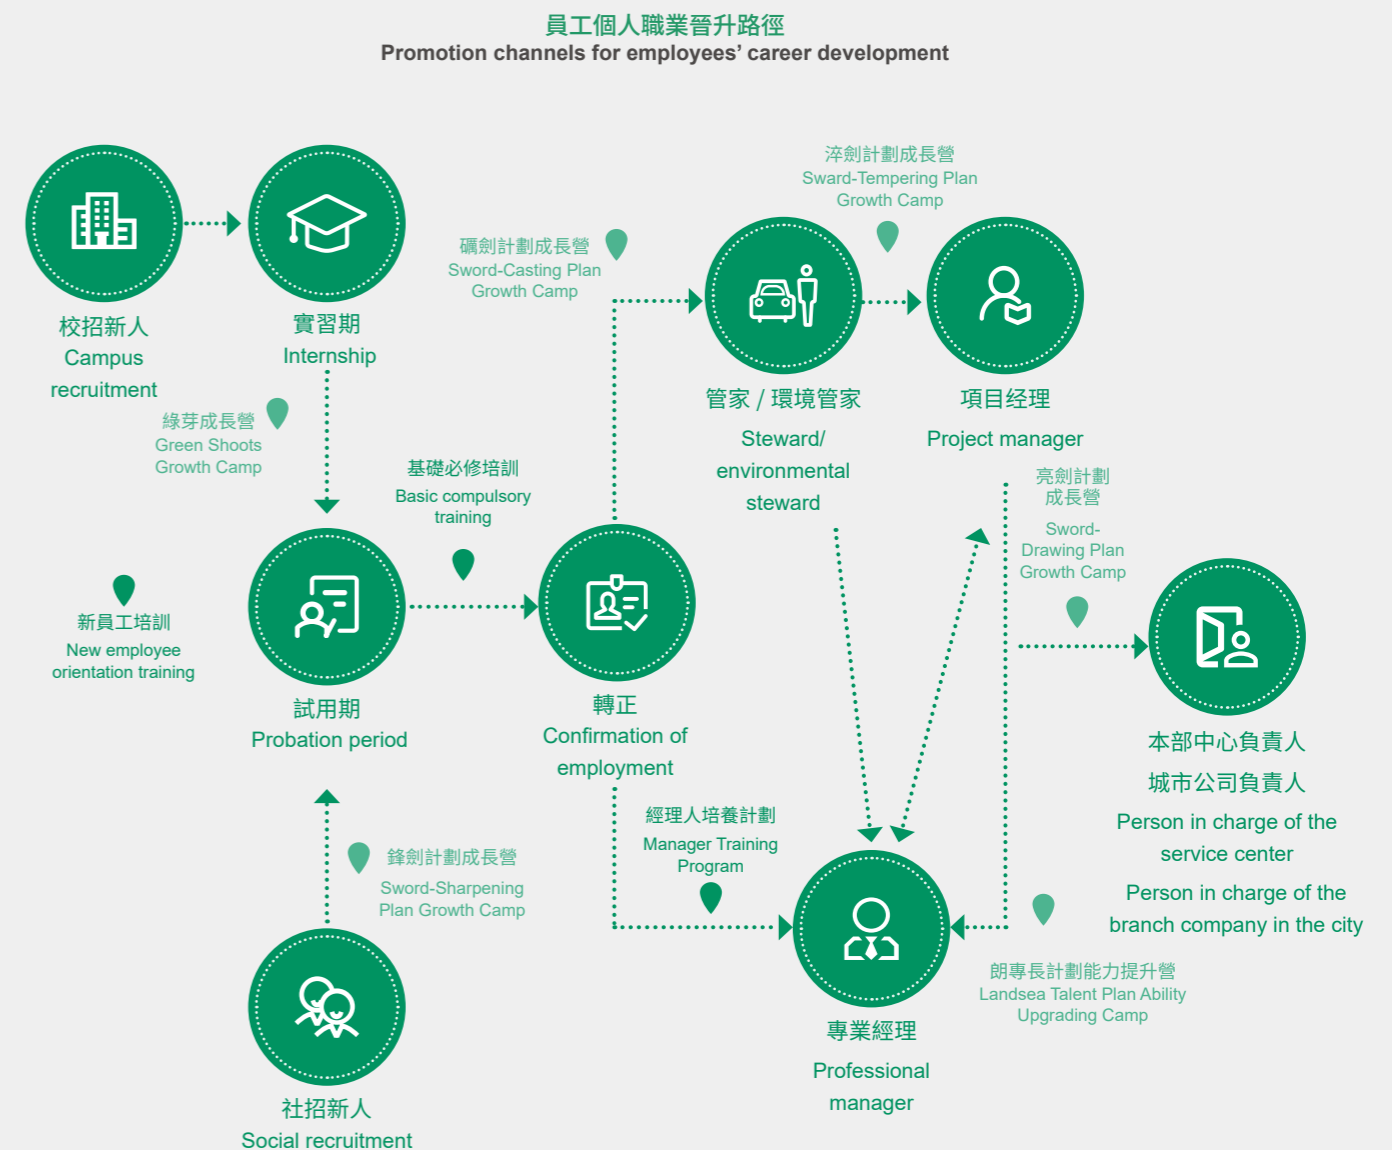 員工個人職業晉升路徑
Promotion channels for employees' career development
校招新人
Campus
recruitment
實習期
Internship
綠芽成長營
Green Shoots
Growth Camp
新員工培訓
New employee
orientation training
試用期
Probation period
鋒劍計劃成長營
Sword-Sharpening
Plan Growth Camp
社招新人
Social recruitment
基礎必修培訓
Basic compulsory
training
轉正
Confirmation of
employment
礪劍計劃成長營
Sword-Casting Plan
Growth Camp
管家 / 環境管家
Steward/
environmental
steward
淬劍計劃成長營
Sward-Tempering Plan
Growth Camp
項目经理
Project manager
經理人培養計劃
Manager Training
Program
專業經理
Professional
manager
亮劍計劃
成長營
Sword-
Drawing Plan
Growth Camp
本部中心負責人
城市公司負責人
Person in charge of the
service center
Person in charge of the
branch company in the city
朗專長計劃能力提升營
Landsea Talent Plan Ability
Upgrading Camp